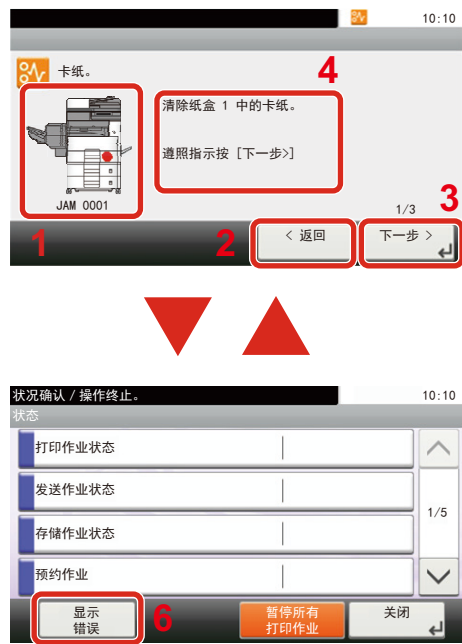 10:10
卡纸。
4
清除纸盒 1 中的卡纸。
遵照指示按 [下一步>]
JAM 0001
1/3
3
1
2
< 返回
下一步 >
状况确认 / 操作终止。
10:10
状态
打印作业状态
发送作业状态
1/5
存储作业状态
预约作业
显示
错误
6
暂停所有
打印作业
关闭